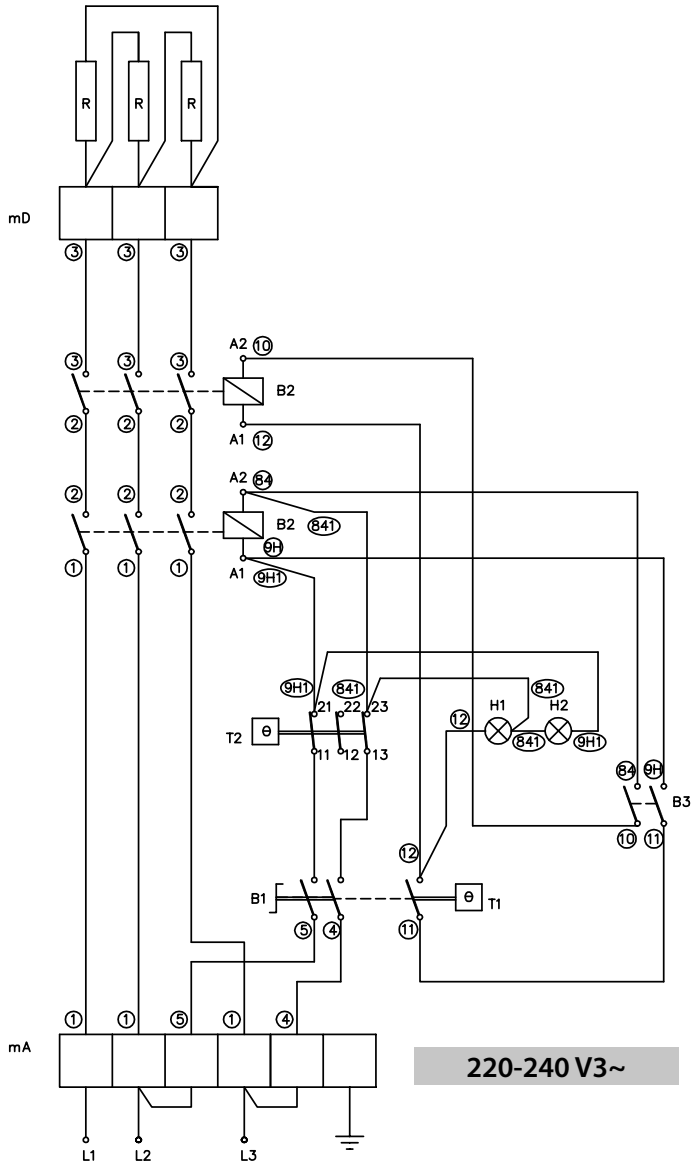 R R R
mD
3 3 3
3 3 3
A2 10
B2
2 2 2
A1 12
2 2 2
A2 84
B2
841
9H
1 1 1
A1 9H1
9H1 841
841
21 22 23
H1 H2
12
841 9H1
T2 θ
11 12 13
84 9H
B3
10 11
12
B1
θ T1
5 4 11
1 1 5 1 4
mA
220-240 V3~
L1 L2 L3